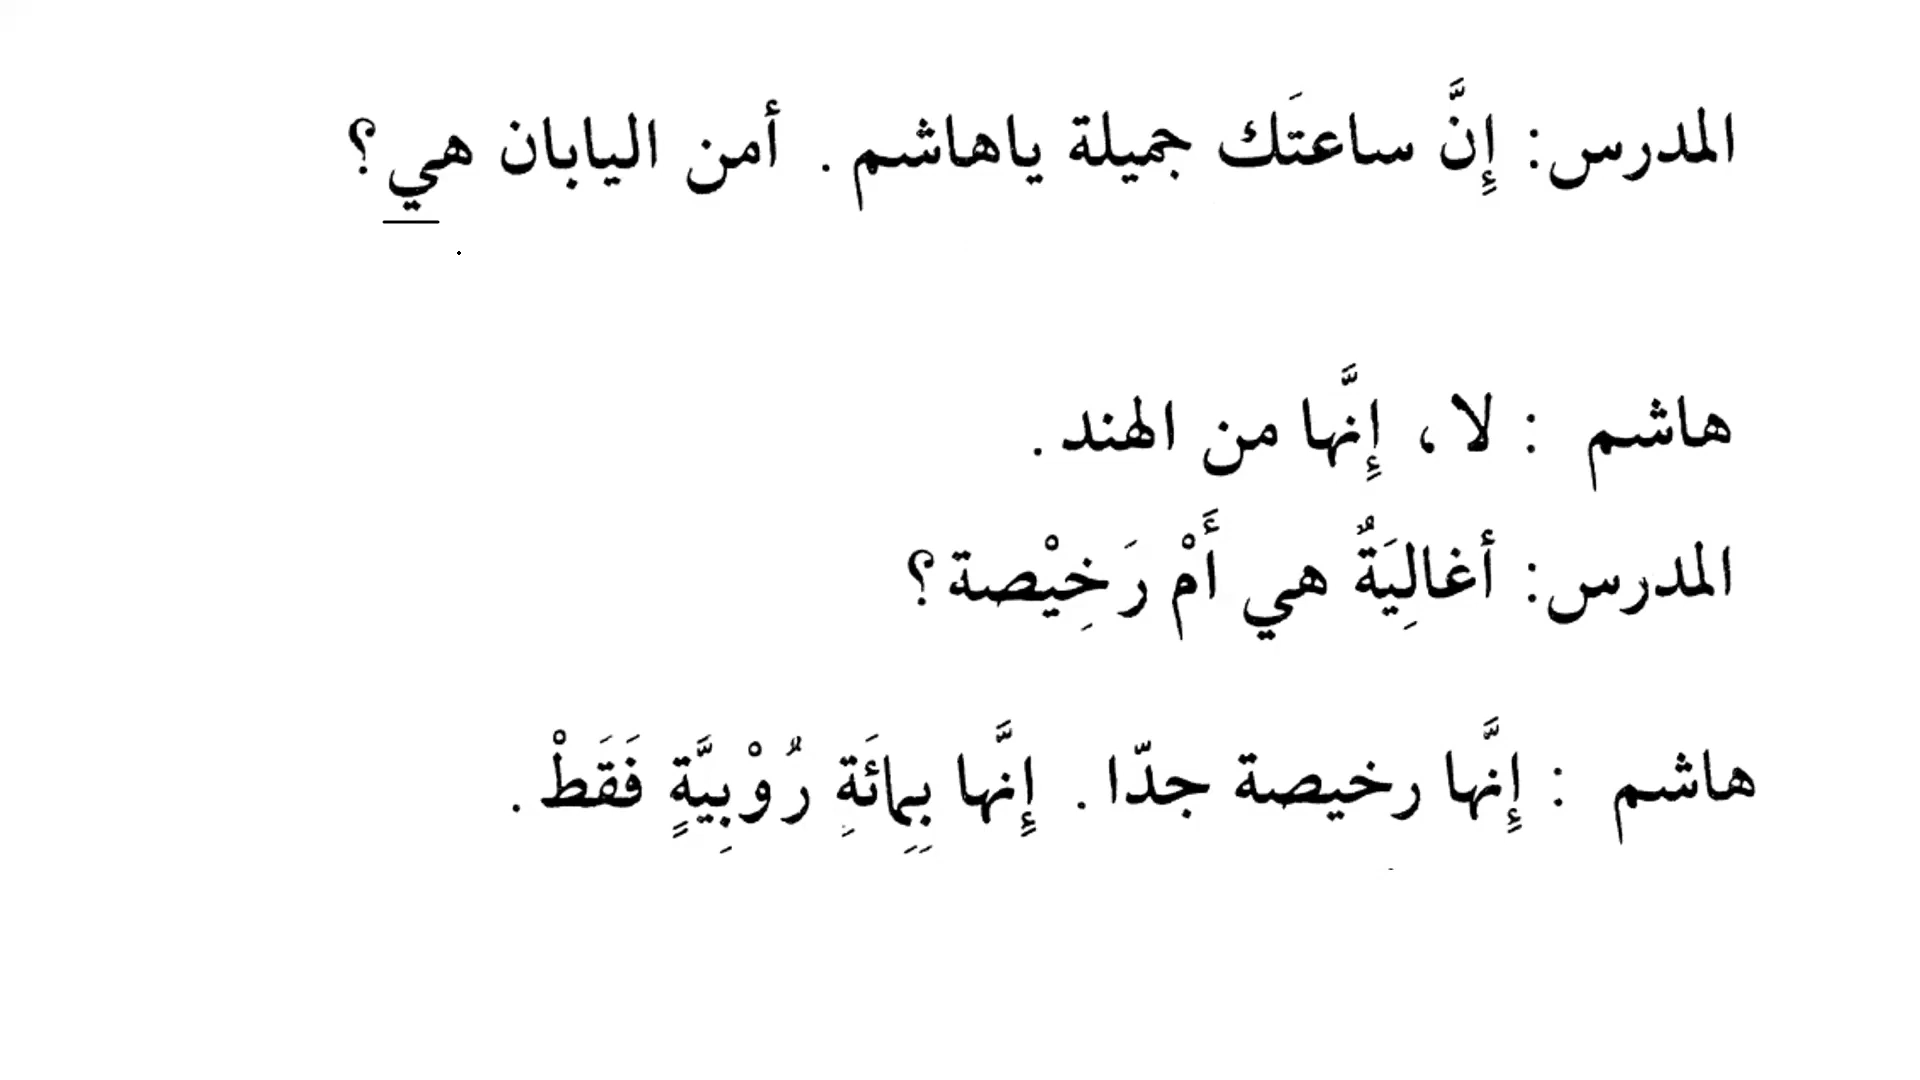 المدرس: إِنَّ ساعتَك جميلة ياهاشم. أمن اليابان هي؟
هاشم : لا، إِنَّها من الهند.
المدرس: أغالِيَةٌ هي أَمْ رَخِيْصة؟
هاشم : إِنَّها رخيصة جدّا. إِنَّها بِمِائَةِ رُوْبِيَّةٍ فَقَطْ.